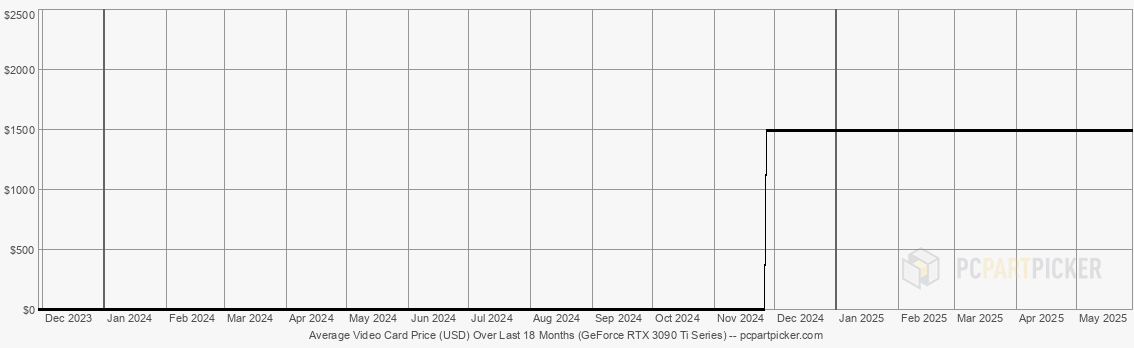 $2500
$2000
$1500
$1000
$500
$0
Dec 2023 Jan 2024 Feb 2024 Mar 2024 Apr 2024 May 2024 Jun 2024 Jul 2024 Aug 2024 Sep 2024 Oct 2024 Nov 2024 Dec 2024 Jan 2025 Feb 2025 Mar 2025 Apr 2025 May 2025
PCPARTPICKER
Average Video Card Price (USD) Over Last 18 Months (GeForce RTX 3090 Ti Series) -- pcpartpicker.com